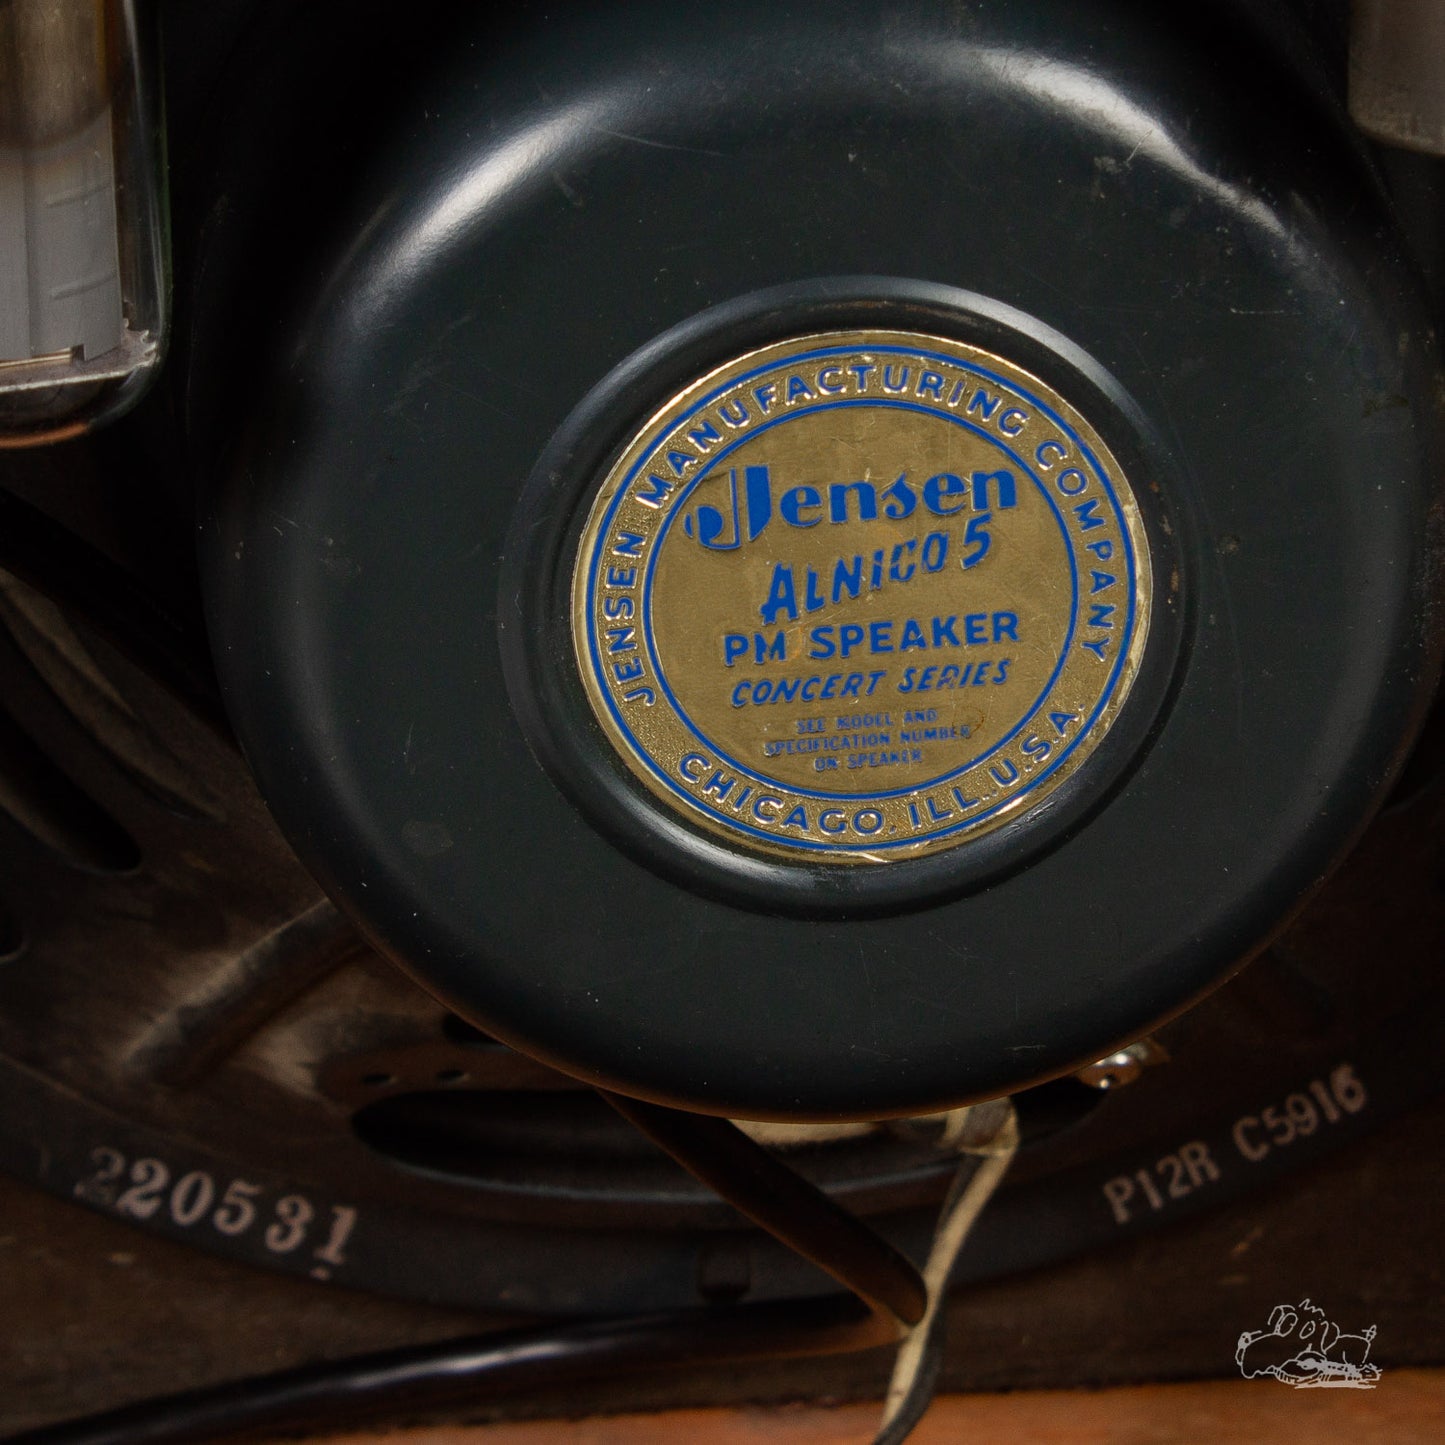 JENSEN MANUFACTURING COMPANY
Jensen
ALNICO 5
PM SPEAKER
CONCERT SERIES
SEE MODEL AND
SPECIFICATION NUMBER
ON SPEAKER
CHICAGO, ILL. U.S.A.
220531
P12R C5916